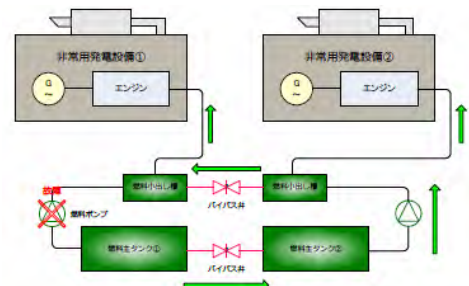 非常用発電設備①
非常用発電設備②
G
～
エンジン
G
～
エンジン
故障
燃料小出し槽
燃料小出し槽
バイパス弁
燃料ポンプ
燃料主タンク①
燃料主タンク②
バイパス弁